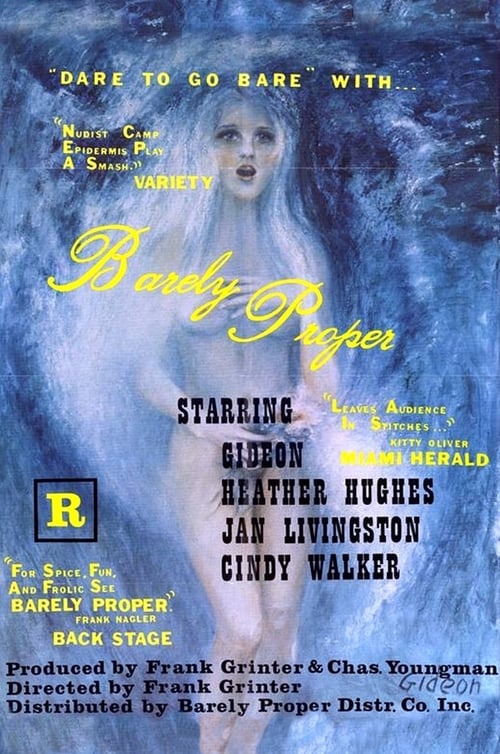 "DARE TO GO BARE" WITH...
"NUDIST CAMP
EPIDERMIS PLAY
A SMASH."
VARIETY
Barely Proper
STARRING
GIDEON
HEATHER HUGHES
JAN LIVINGSTON
CINDY WALKER
"LEAVES AUDIENCE
IN STITCHES..."
KITTY OLIVER
MIAMI HERALD
R
"FOR SPICE, FUN,
AND FROLIC SEE
BARELY PROPER."
FRANK NAGLER
BACK STAGE
Produced by Frank Grinter & Chas. Youngman
Gideon
Directed by Frank Grinter
Distributed by Barely Proper Distr. Co. Inc.